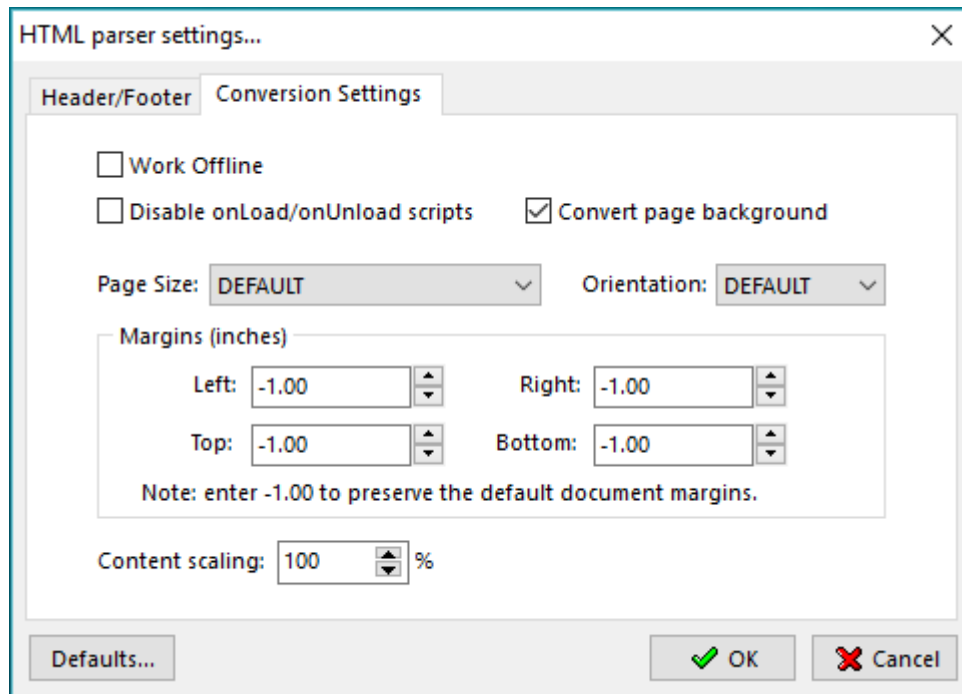 HTML parser settings...
Header/Footer Conversion Settings
Work Offline
Disable onLoad/onUnload scripts Convert page background
Page Size: DEFAULT Orientation: DEFAULT
Margins (inches)
Left: -1.00 Right: -1.00
Top: -1.00 Bottom: -1.00
Note: enter -1.00 to preserve the default document margins.
Content scaling: 100 %
Defaults... OK Cancel